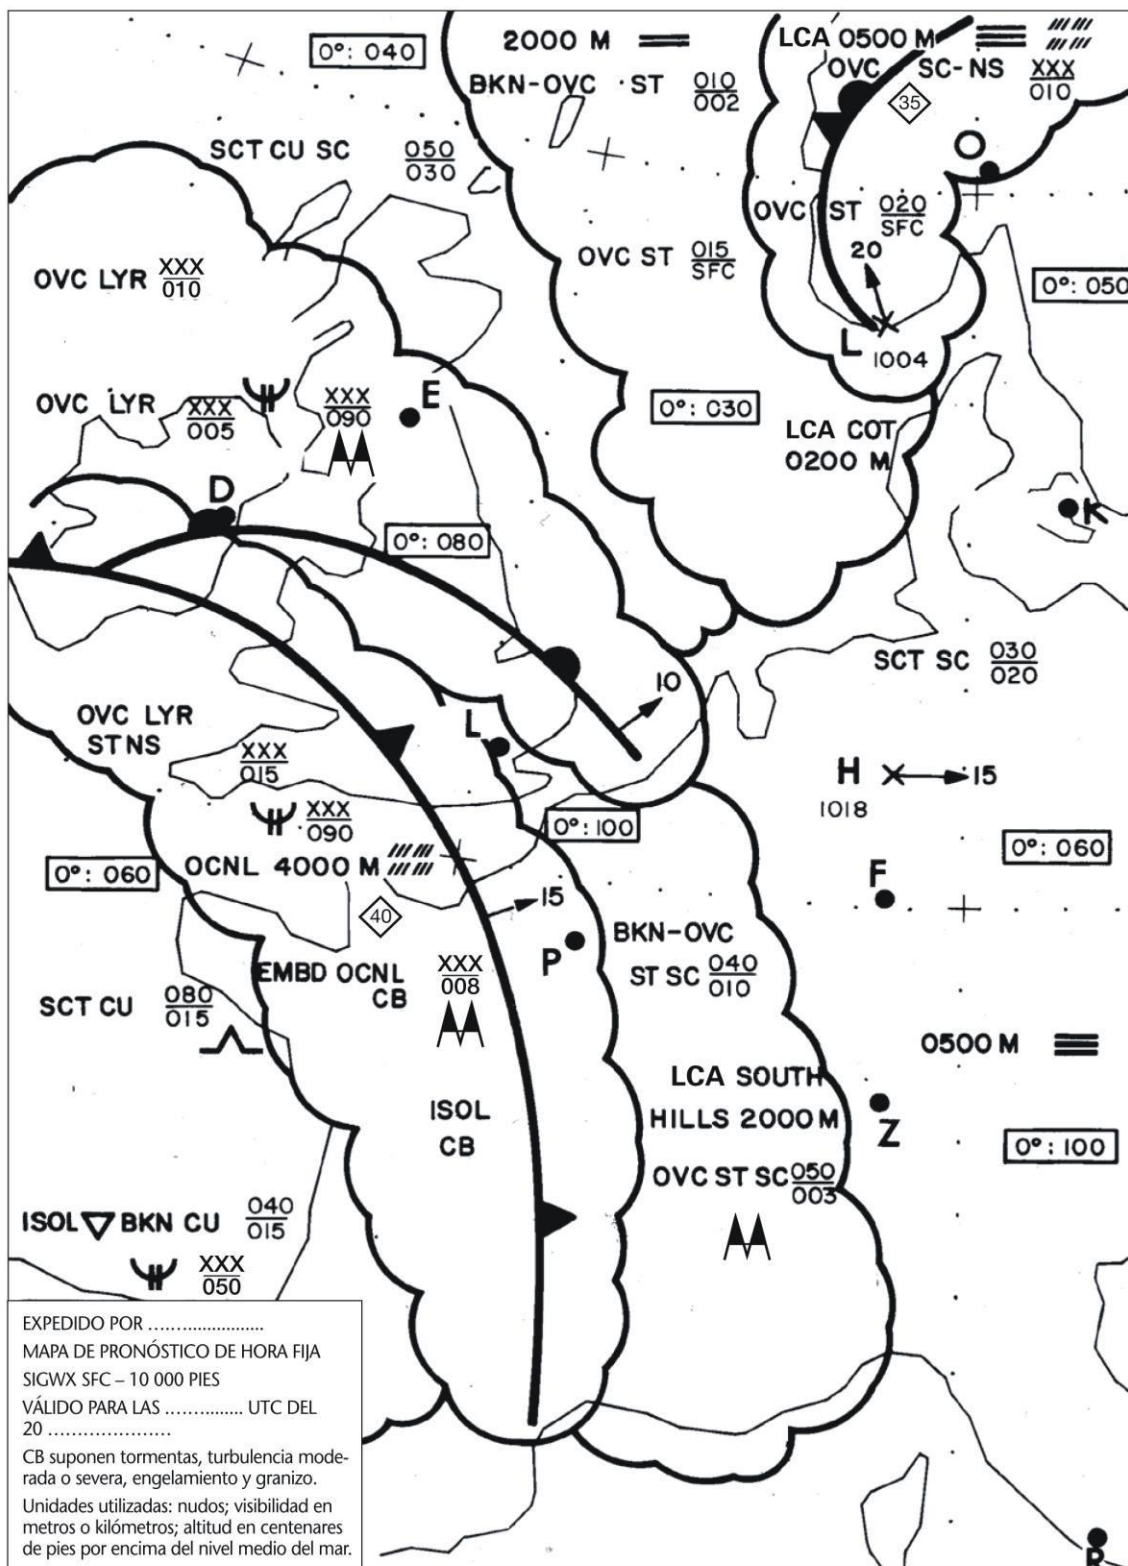 0°: 040
2000 M
BKN-OVC ST 010
002
LCA 0500 M
OVC SC-NS XXX
010
35
O
SCT CU SC 050
030
OVC ST 020
SFC
20
OVC LYR XXX
010
OVC ST 015
SFC
0°: 050
L 1004
OVC LYR XXX
005
XXX
090
E
0°: 030
LCA COT
0200 M
D
K
0°: 080
SCT SC 030
020
10
OVC LYR
STNS
XXX
015
L
H 15
1018
XXX
090
0°: 100
0°: 060
OCNL 4000 M
0°: 060
40
15
F
EMBD OCNL
CB
XXX
008
P
BKN-OVC
ST SC 040
010
SCT CU 080
015
0500 M
LCA SOUTH
HILLS 2000 M
ISOL
CB
Z
0°: 100
OVC ST SC 050
003
ISOL BKN CU 040
015
XXX
050
EXPEDIDO POR ......................
MAPA DE PRONÓSTICO DE HORA FIJA
SIGWX SFC – 10 000 PIES
VÁLIDO PARA LAS ............... UTC DEL
20 .....................
CB suponen tormentas, turbulencia mode-
rada o severa, engelamiento y granizo.
Unidades utilizadas: nudos; visibilidad en
metros o kilómetros; altitud en centenares
de pies por encima del nivel medio del mar.